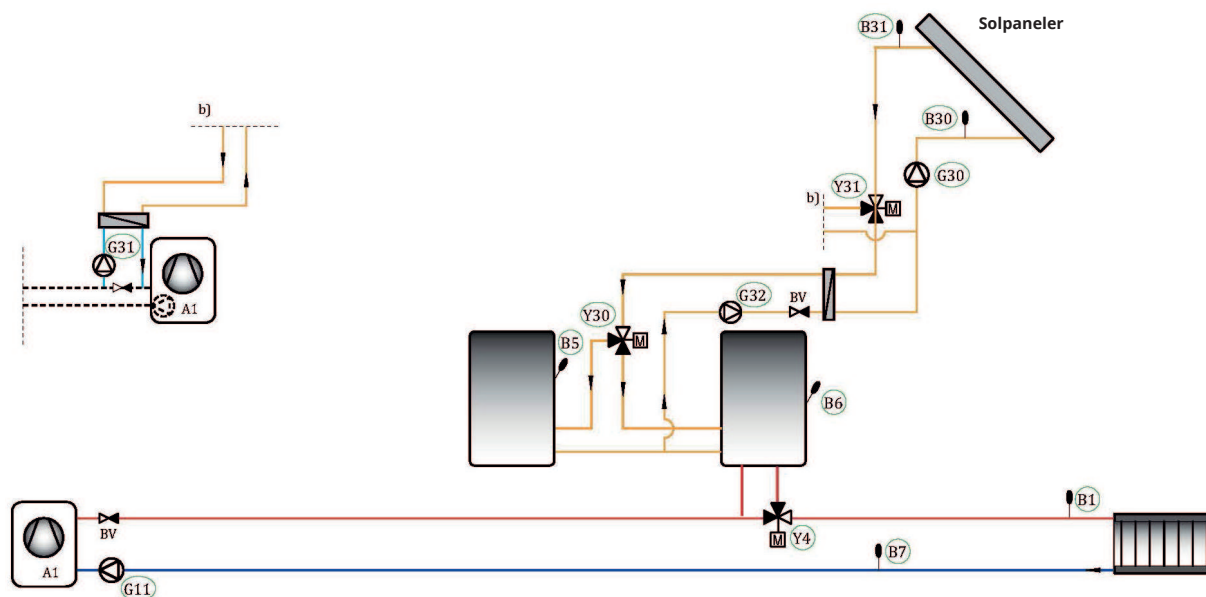 Solpaneler
B31
B30
b)
G30
Y31
M
b)
G31
A1
G32
BV
Y30
M
B5
B6
B1
BV
A1
G11
M
Y4
B7